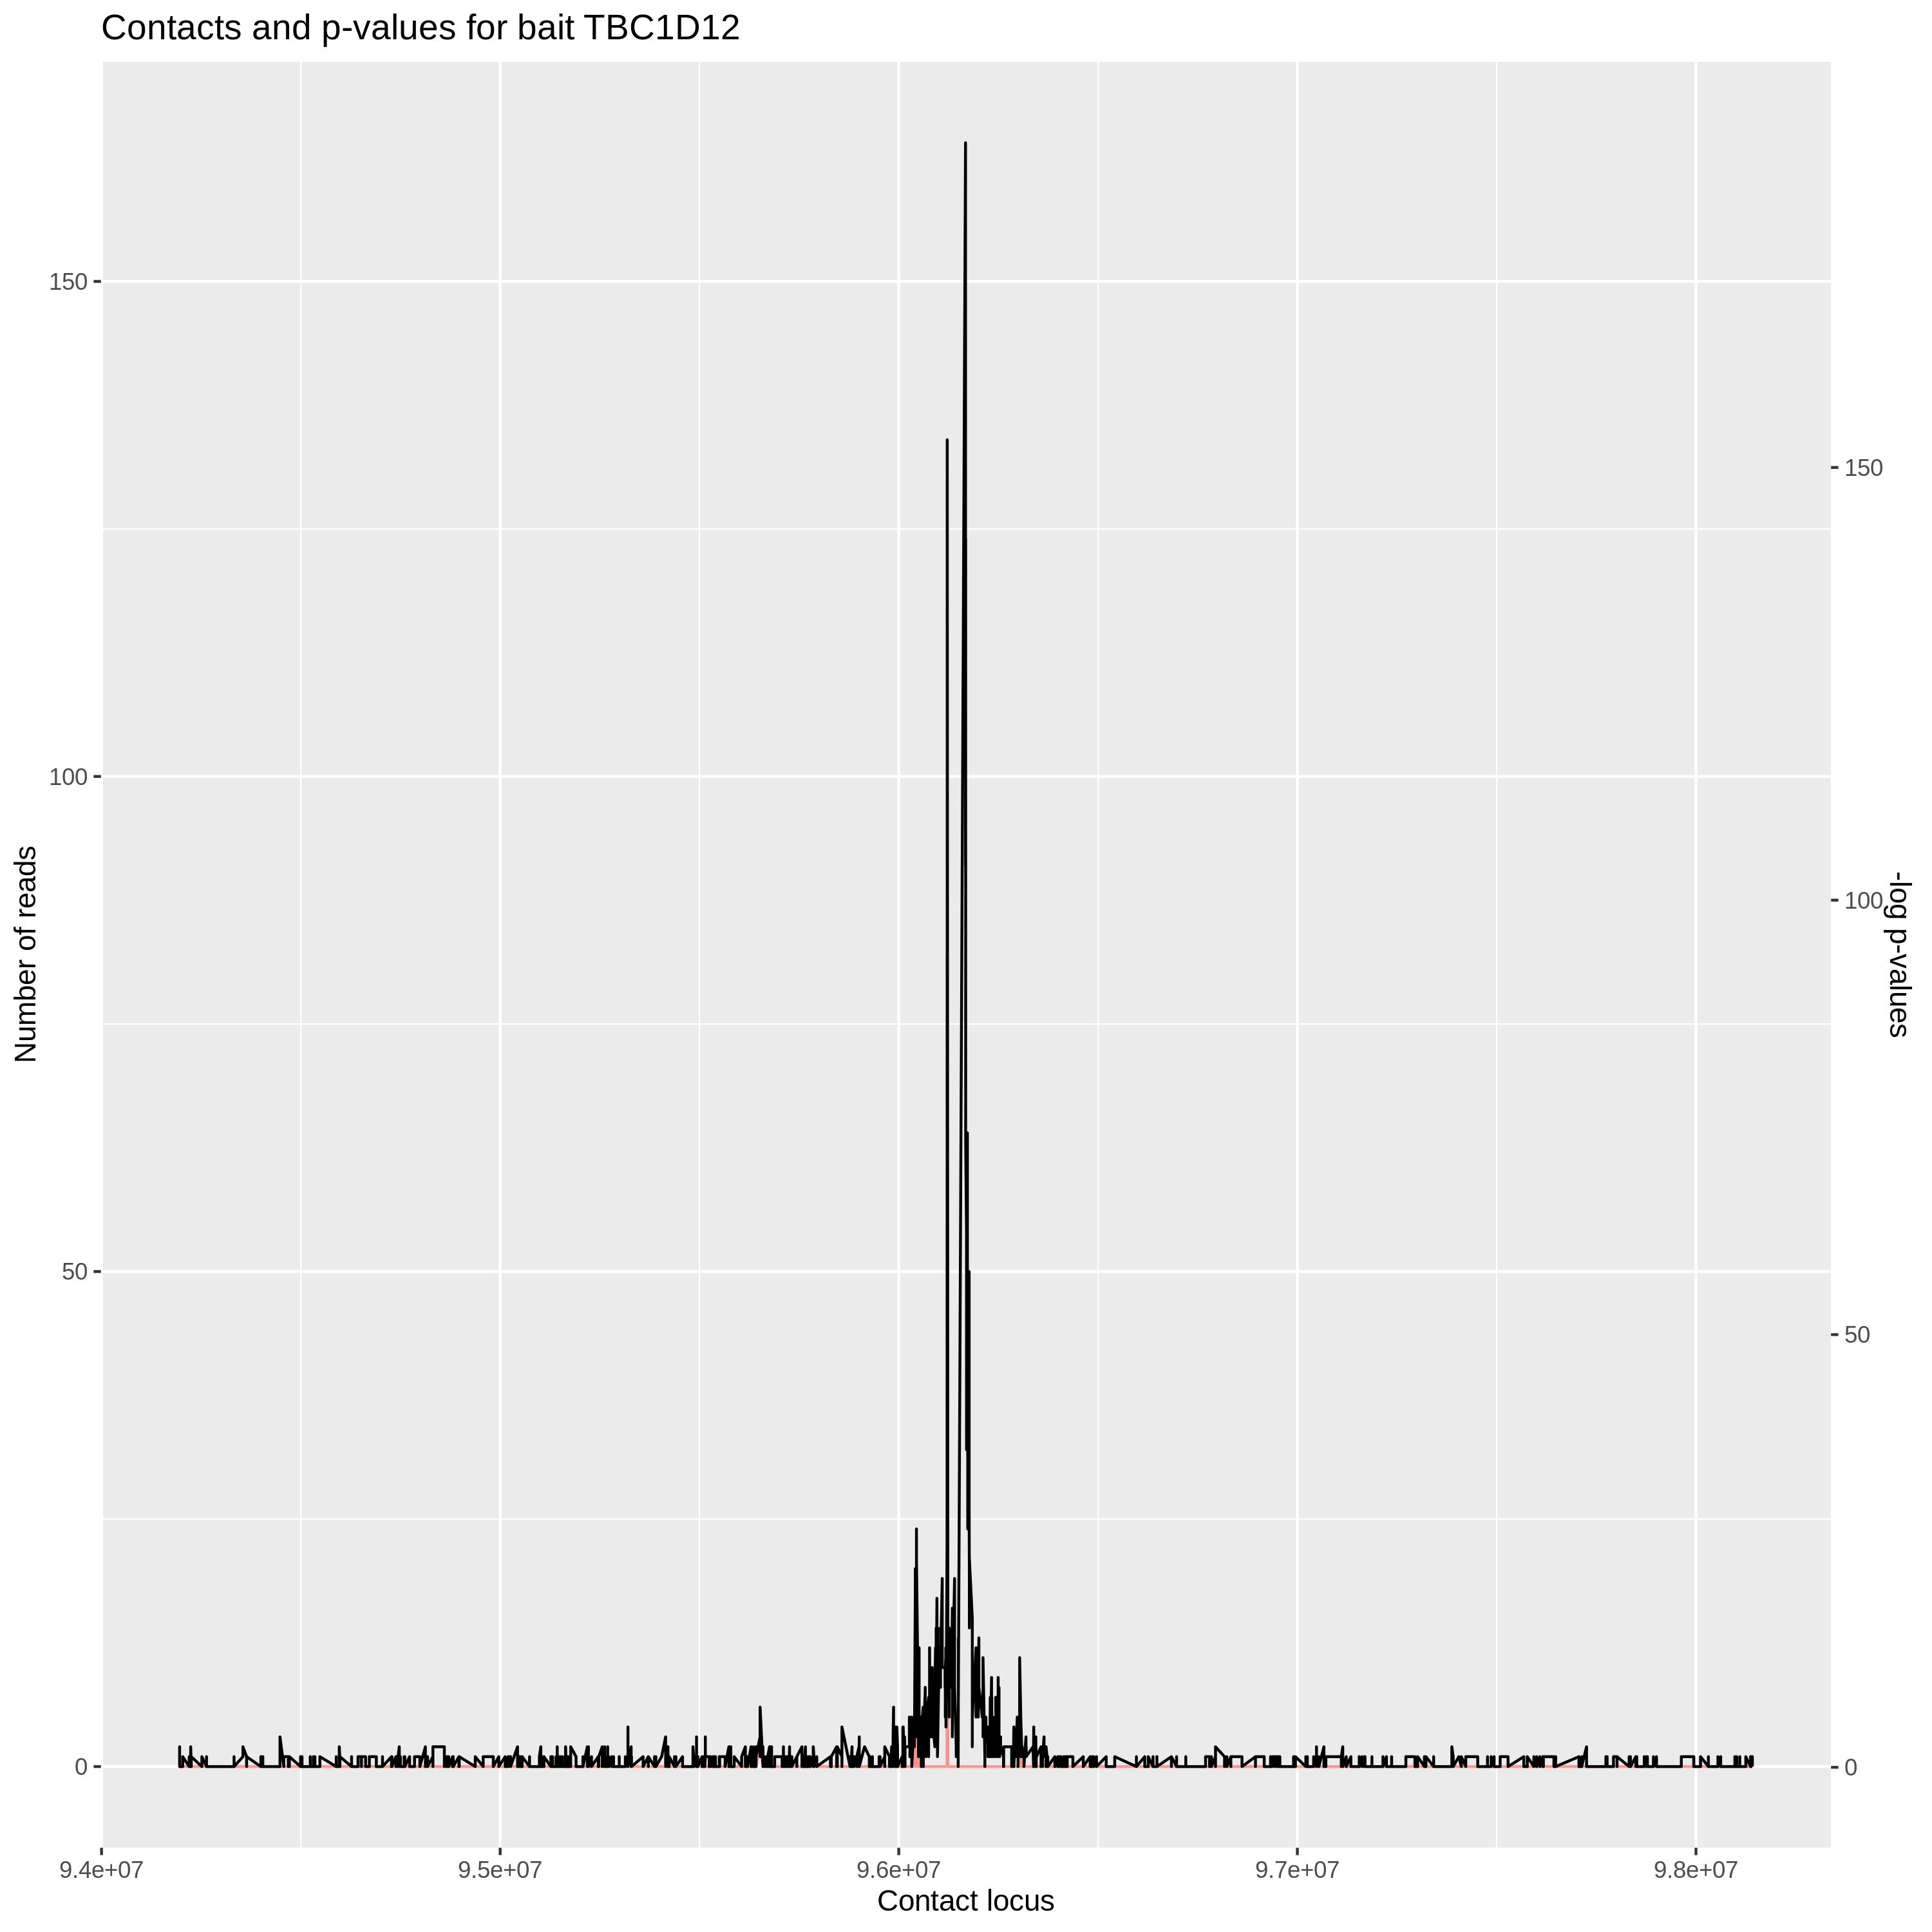 Contacts and p-values for bait TBC1D12
Number of reads
150
100
50
0
150
100
50
0
-log p-values
9.4e+07 9.5e+07 9.6e+07 9.7e+07 9.8e+07
Contact locus